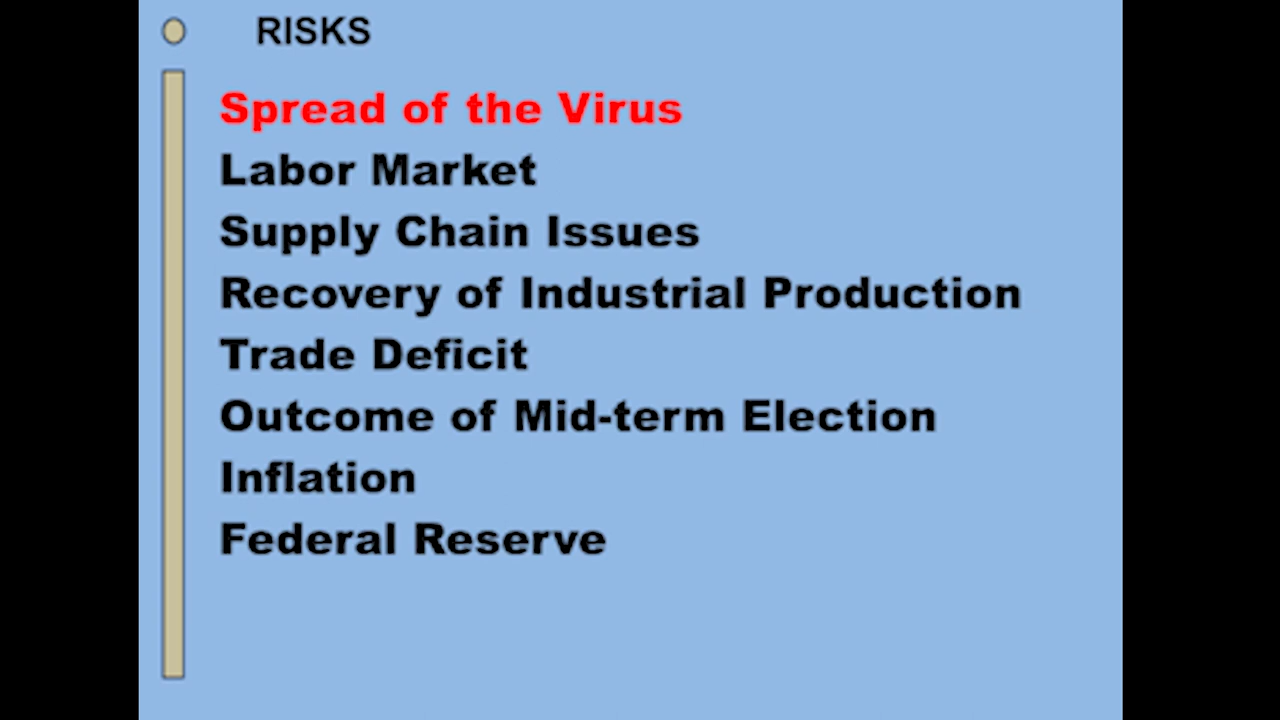 RISKS
Spread of the Virus
Labor Market
Supply Chain Issues
Recovery of Industrial Production
Trade Deficit
Outcome of Mid-term Election
Inflation
Federal Reserve